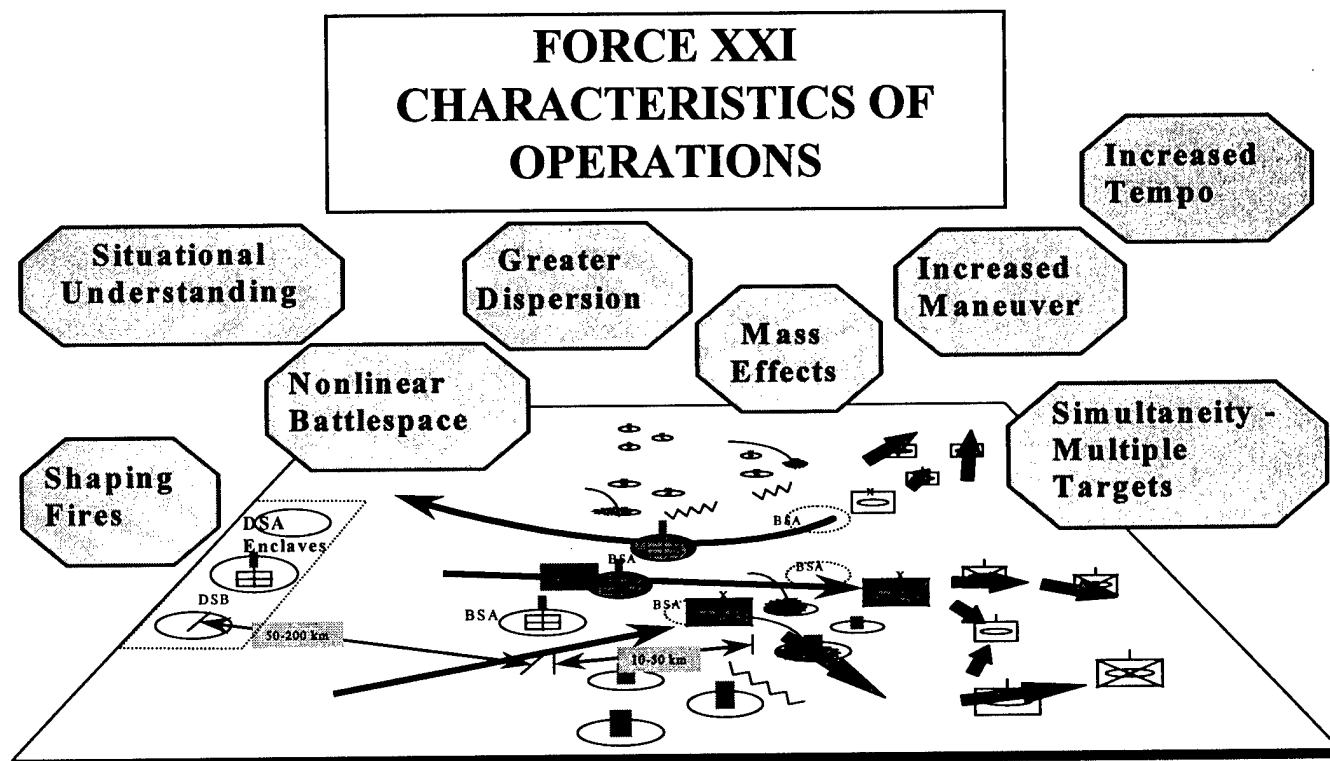 FORCE XXI
CHARACTERISTICS OF
OPERATIONS
Increased
Tempo
Situational
Understanding
Greater
Dispersion
Increased
Maneuver
Mass
Effects
Nonlinear
Battlespace
Simultaneity -
Multiple
Targets
Shaping
Fires
DSA
Enclaves
BSA
BSA
BSA
DSB
BSA
BSA
50-200 km
10-50 km
X
X